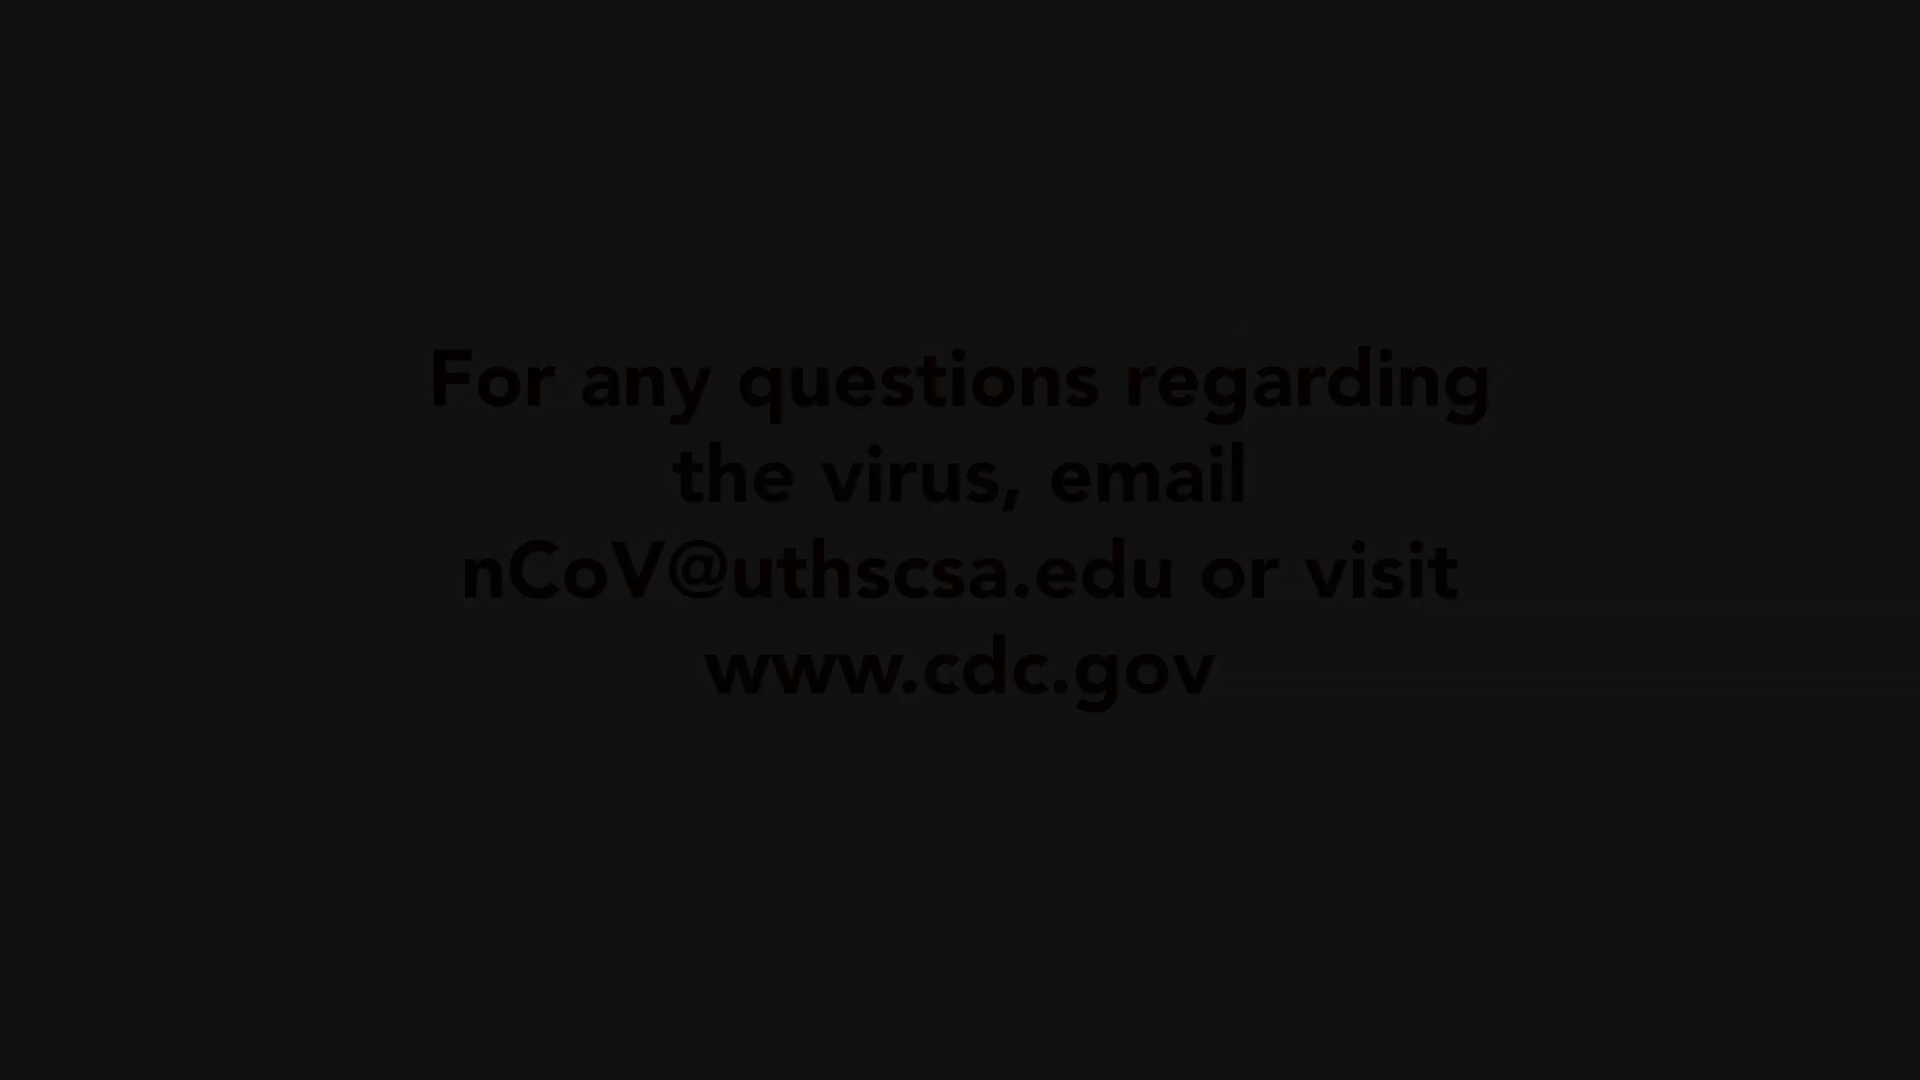 For any questions regarding
the virus, email
nCoV@uthscsa.edu or visit
www.cdc.gov